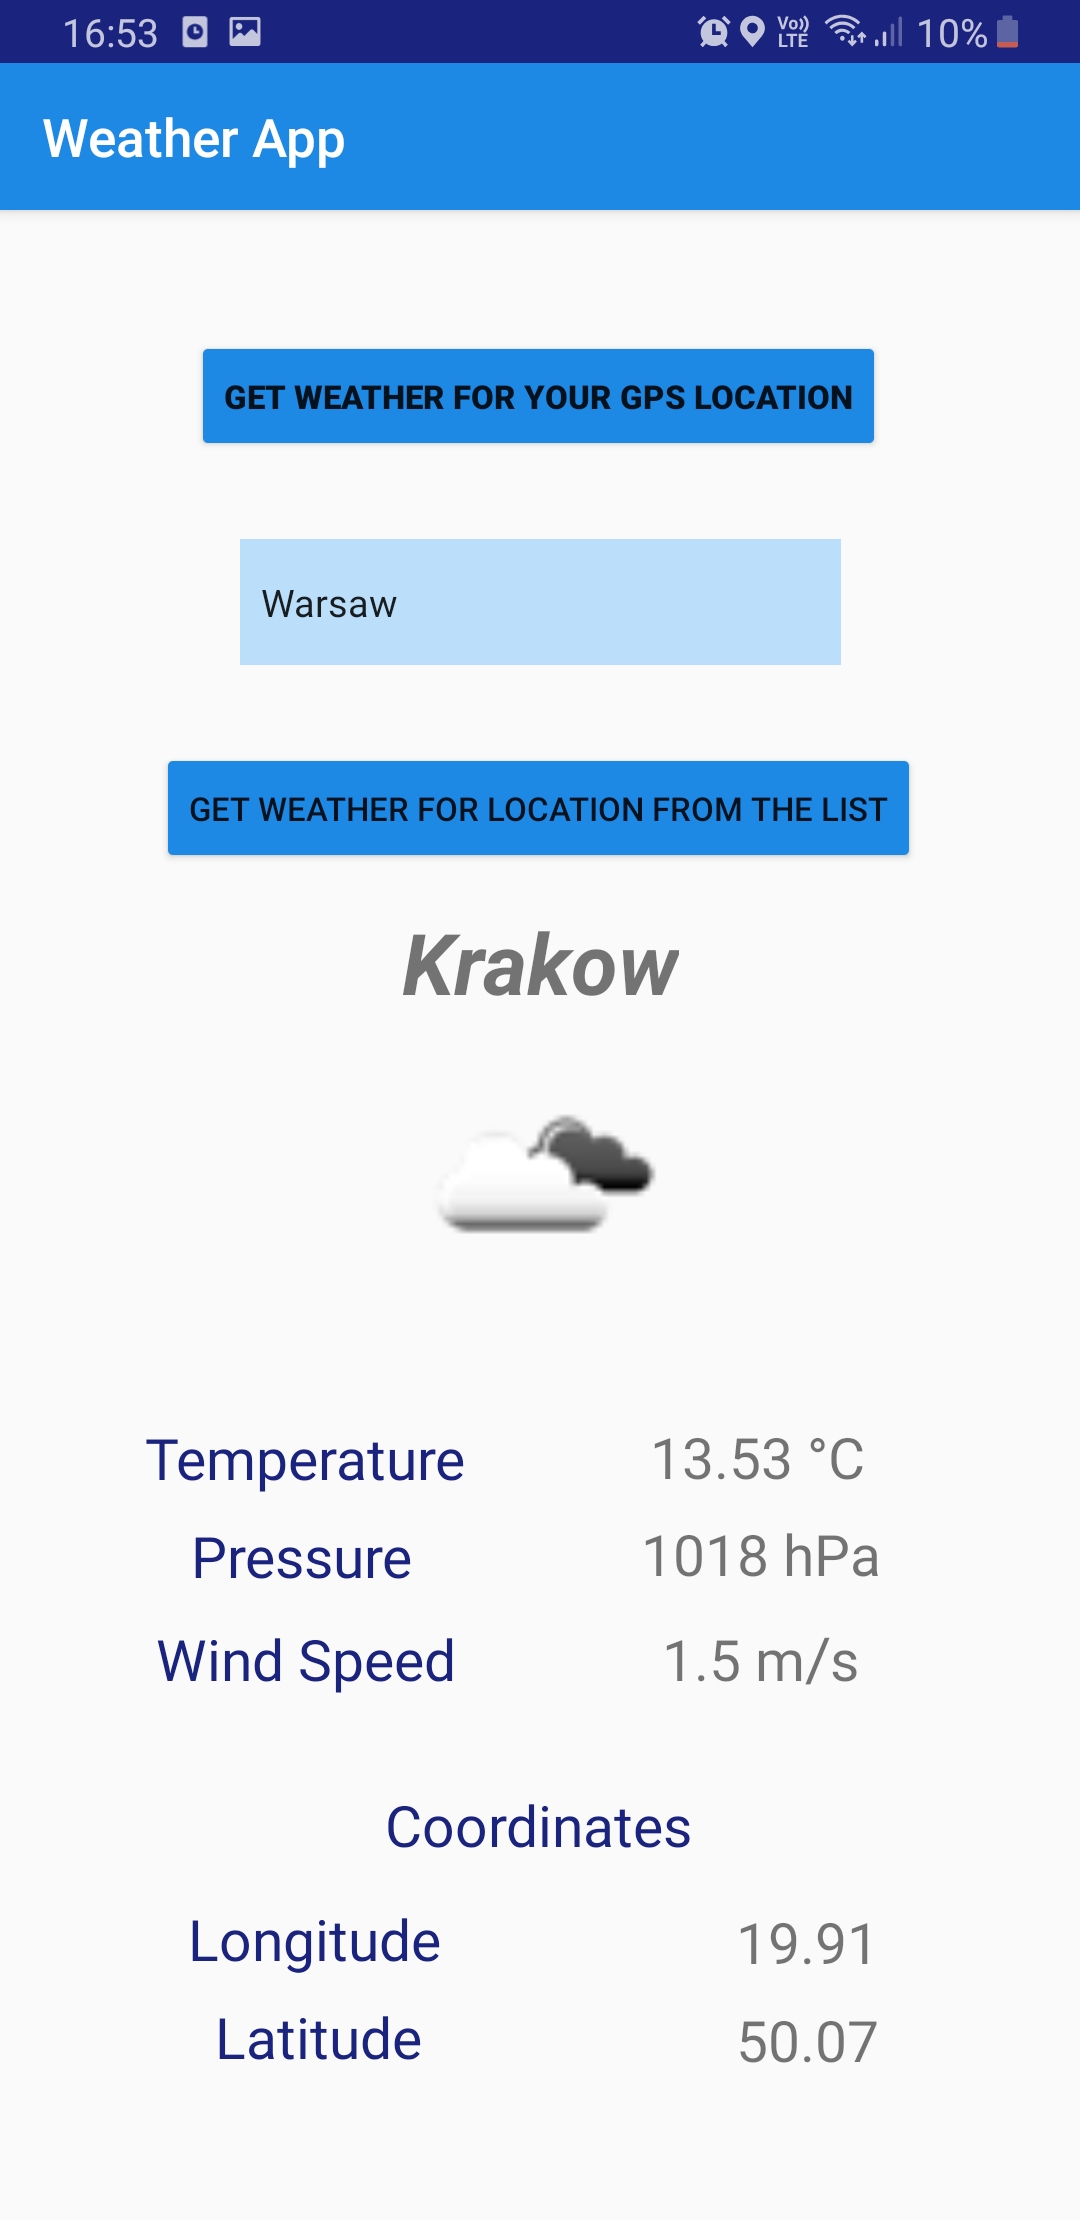 16:53
Vo)) LTE 10%
Weather App
GET WEATHER FOR YOUR GPS LOCATION
Warsaw
GET WEATHER FOR LOCATION FROM THE LIST
Krakow
Temperature 13.53 °C
Pressure 1018 hPa
Wind Speed 1.5 m/s
Coordinates
Longitude 19.91
Latitude 50.07